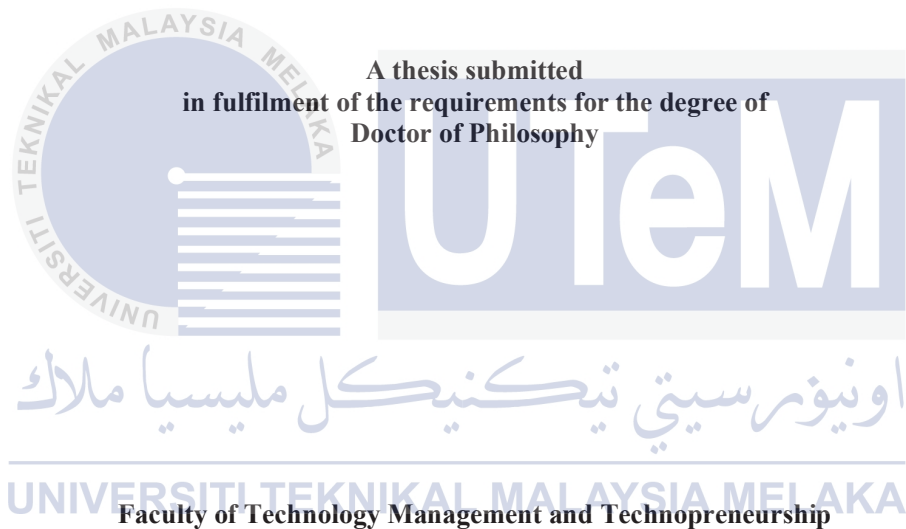 UNIVERSITI TEKNIKAL MALAYSIA MELAKA
A thesis submitted
in fulfilment of the requirements for the degree of
Doctor of Philosophy
UTeM
اونيۏرسيتي تيكنيكل مليسيا ملاك
UNIVERSITI TEKNIKAL MALAYSIA MELAKA
Faculty of Technology Management and Technopreneurship